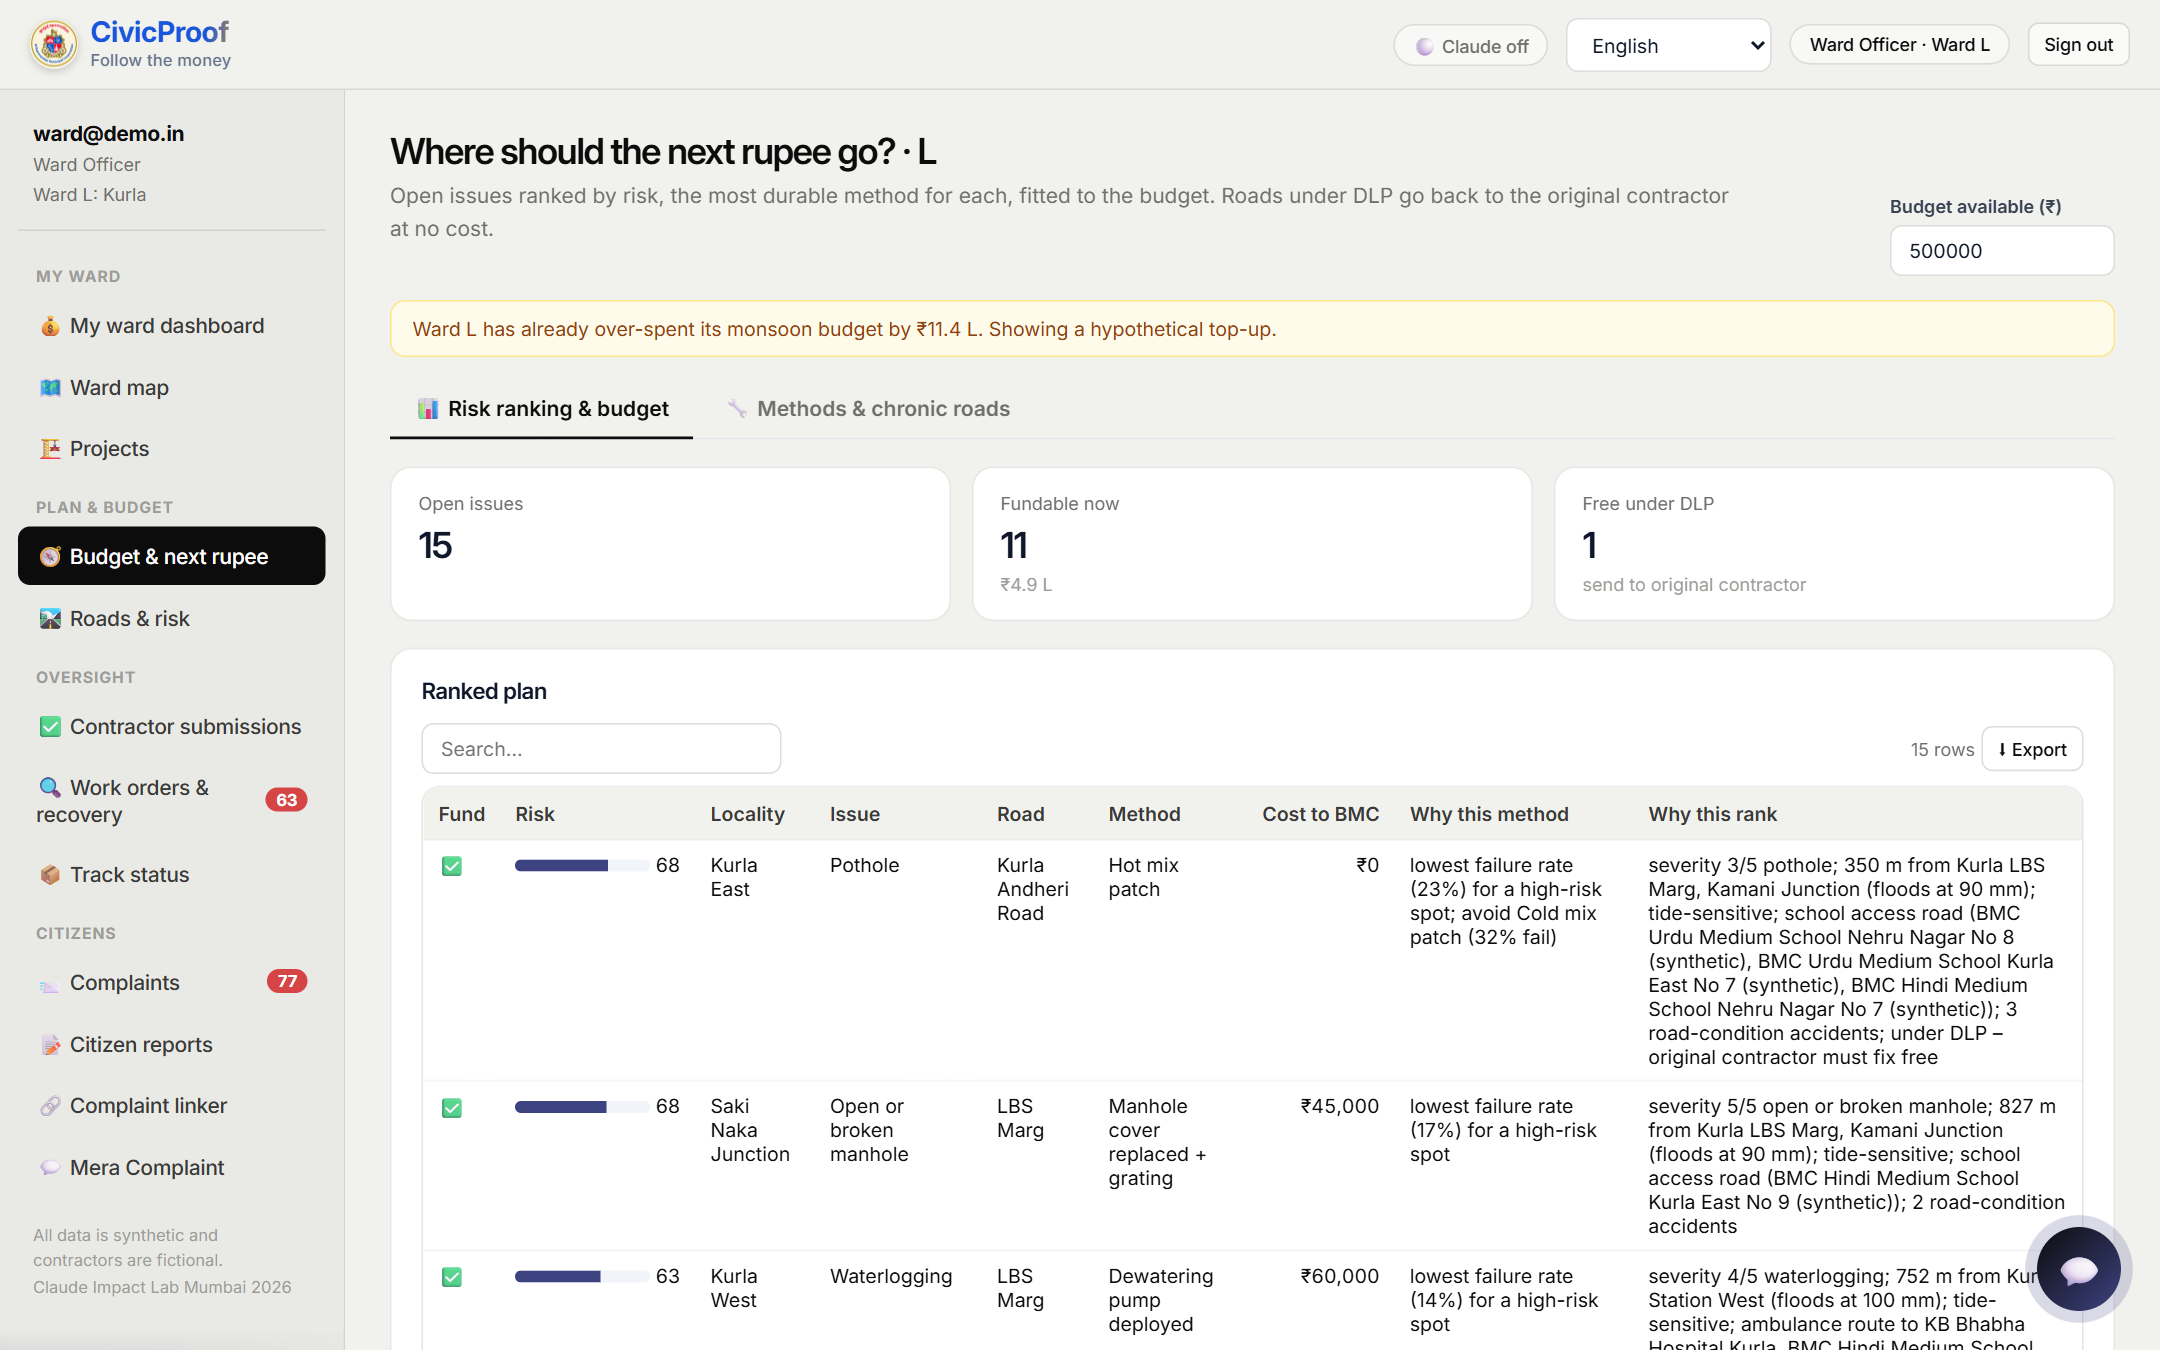 CivicProof
Follow the money
Claude off
English
Ward Officer · Ward L
Sign out
ward@demo.in
Ward Officer
Ward L: Kurla
MY WARD
My ward dashboard
Ward map
Projects
PLAN & BUDGET
Budget & next rupee
Roads & risk
OVERSIGHT
Contractor submissions
Work orders &
recovery
63
Track status
CITIZENS
Complaints
77
Citizen reports
Complaint linker
Mera Complaint
All data is synthetic and
contractors are fictional.
Claude Impact Lab Mumbai 2026
Where should the next rupee go? · L
Open issues ranked by risk, the most durable method for each, fitted to the budget. Roads under DLP go back to the original contractor
at no cost.
Budget available (₹)
500000
Ward L has already over-spent its monsoon budget by ₹11.4 L. Showing a hypothetical top-up.
Risk ranking & budget
Methods & chronic roads
Open issues
15
Fundable now
11
₹4.9 L
Free under DLP
1
send to original contractor
Ranked plan
Search...
15 rows
⬇ Export
Fund Risk Locality Issue Road Method Cost to BMC Why this method Why this rank
68
Kurla
East
Pothole
Kurla
Andheri
Road
Hot mix
patch
₹0
lowest failure rate
(23%) for a high-risk
spot; avoid Cold mix
patch (32% fail)
severity 3/5 pothole; 350 m from Kurla LBS
Marg, Kamani Junction (floods at 90 mm);
tide-sensitive; school access road (BMC
Urdu Medium School Nehru Nagar No 8
(synthetic), BMC Urdu Medium School Kurla
East No 7 (synthetic), BMC Hindi Medium
School Nehru Nagar No 7 (synthetic)); 3
road-condition accidents; under DLP –
original contractor must fix free
68
Saki
Naka
Junction
Open or
broken
manhole
LBS
Marg
Manhole
cover
replaced +
grating
₹45,000
lowest failure rate
(17%) for a high-risk
spot
severity 5/5 open or broken manhole; 827 m
from Kurla LBS Marg, Kamani Junction
(floods at 90 mm); tide-sensitive; school
access road (BMC Hindi Medium School
Kurla East No 9 (synthetic)); 2 road-condition
accidents
63
Kurla
West
Waterlogging
LBS
Marg
Dewatering
pump
deployed
₹60,000
lowest failure rate
(14%) for a high-risk
spot
severity 4/5 waterlogging; 752 m from
Station West (floods at 100 mm); tide-
sensitive; ambulance route to KB Bhabha
Hospital Kurla, BMC Hindi Medium School